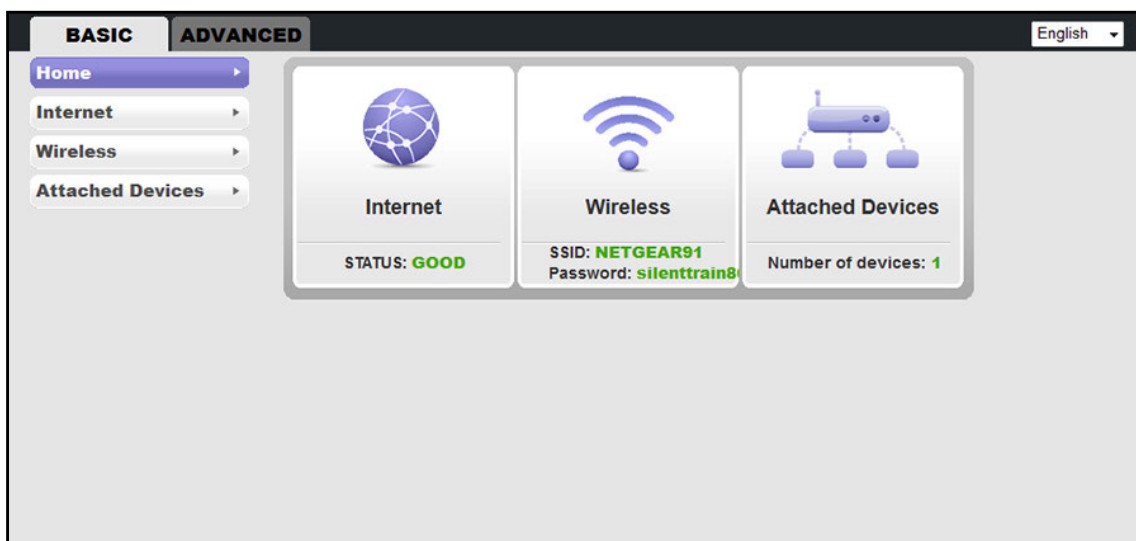 BASIC
ADVANCED
English
Home
Internet
Wireless
Attached Devices
Internet
STATUS: GOOD
Wireless
SSID: NETGEAR91
Password: silenttrain8
Attached Devices
Number of devices: 1